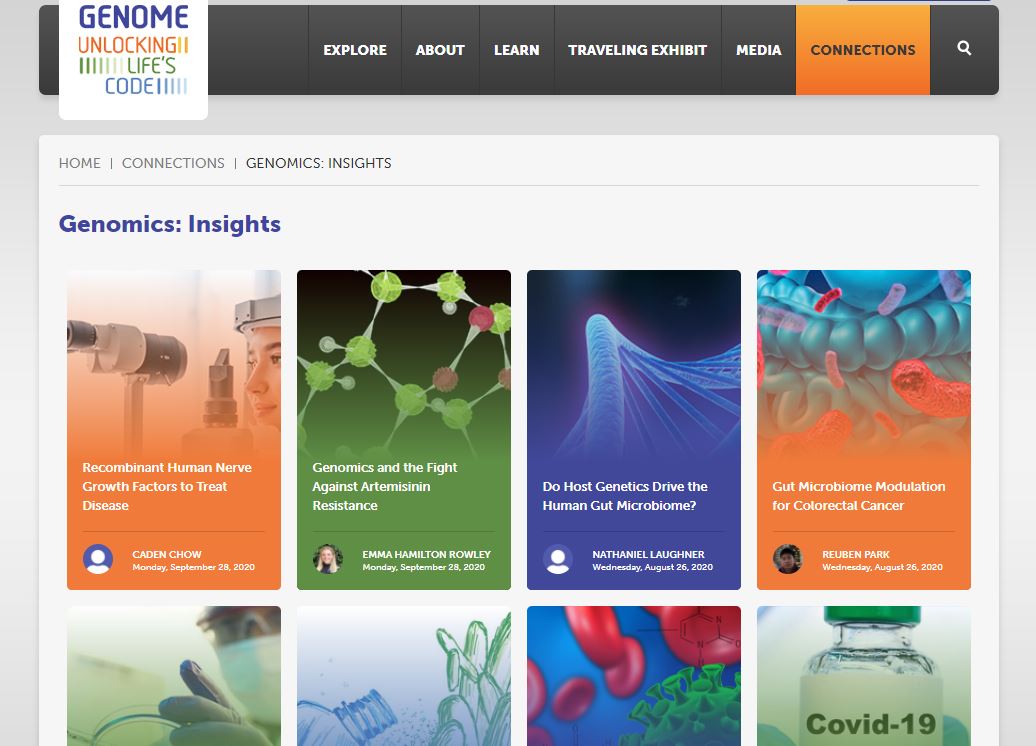 GENOME
UNLOCKING
LIFE'S
CODE
EXPLORE
ABOUT
LEARN
TRAVELING EXHIBIT
MEDIA
CONNECTIONS
HOME | CONNECTIONS | GENOMICS: INSIGHTS
Genomics: Insights
Recombinant Human Nerve
Growth Factors to Treat
Disease
CADEN CHOW
Monday, September 28, 2020
Genomics and the Fight
Against Artemisinin
Resistance
EMMA HAMILTON ROWLEY
Monday, September 28, 2020
Do Host Genetics Drive the
Human Gut Microbiome?
NATHANIEL LAUGHNER
Wednesday, August 26, 2020
Gut Microbiome Modulation
for Colorectal Cancer
REUBEN PARK
Wednesday, August 26, 2020
N
N
O
H
Covid-19